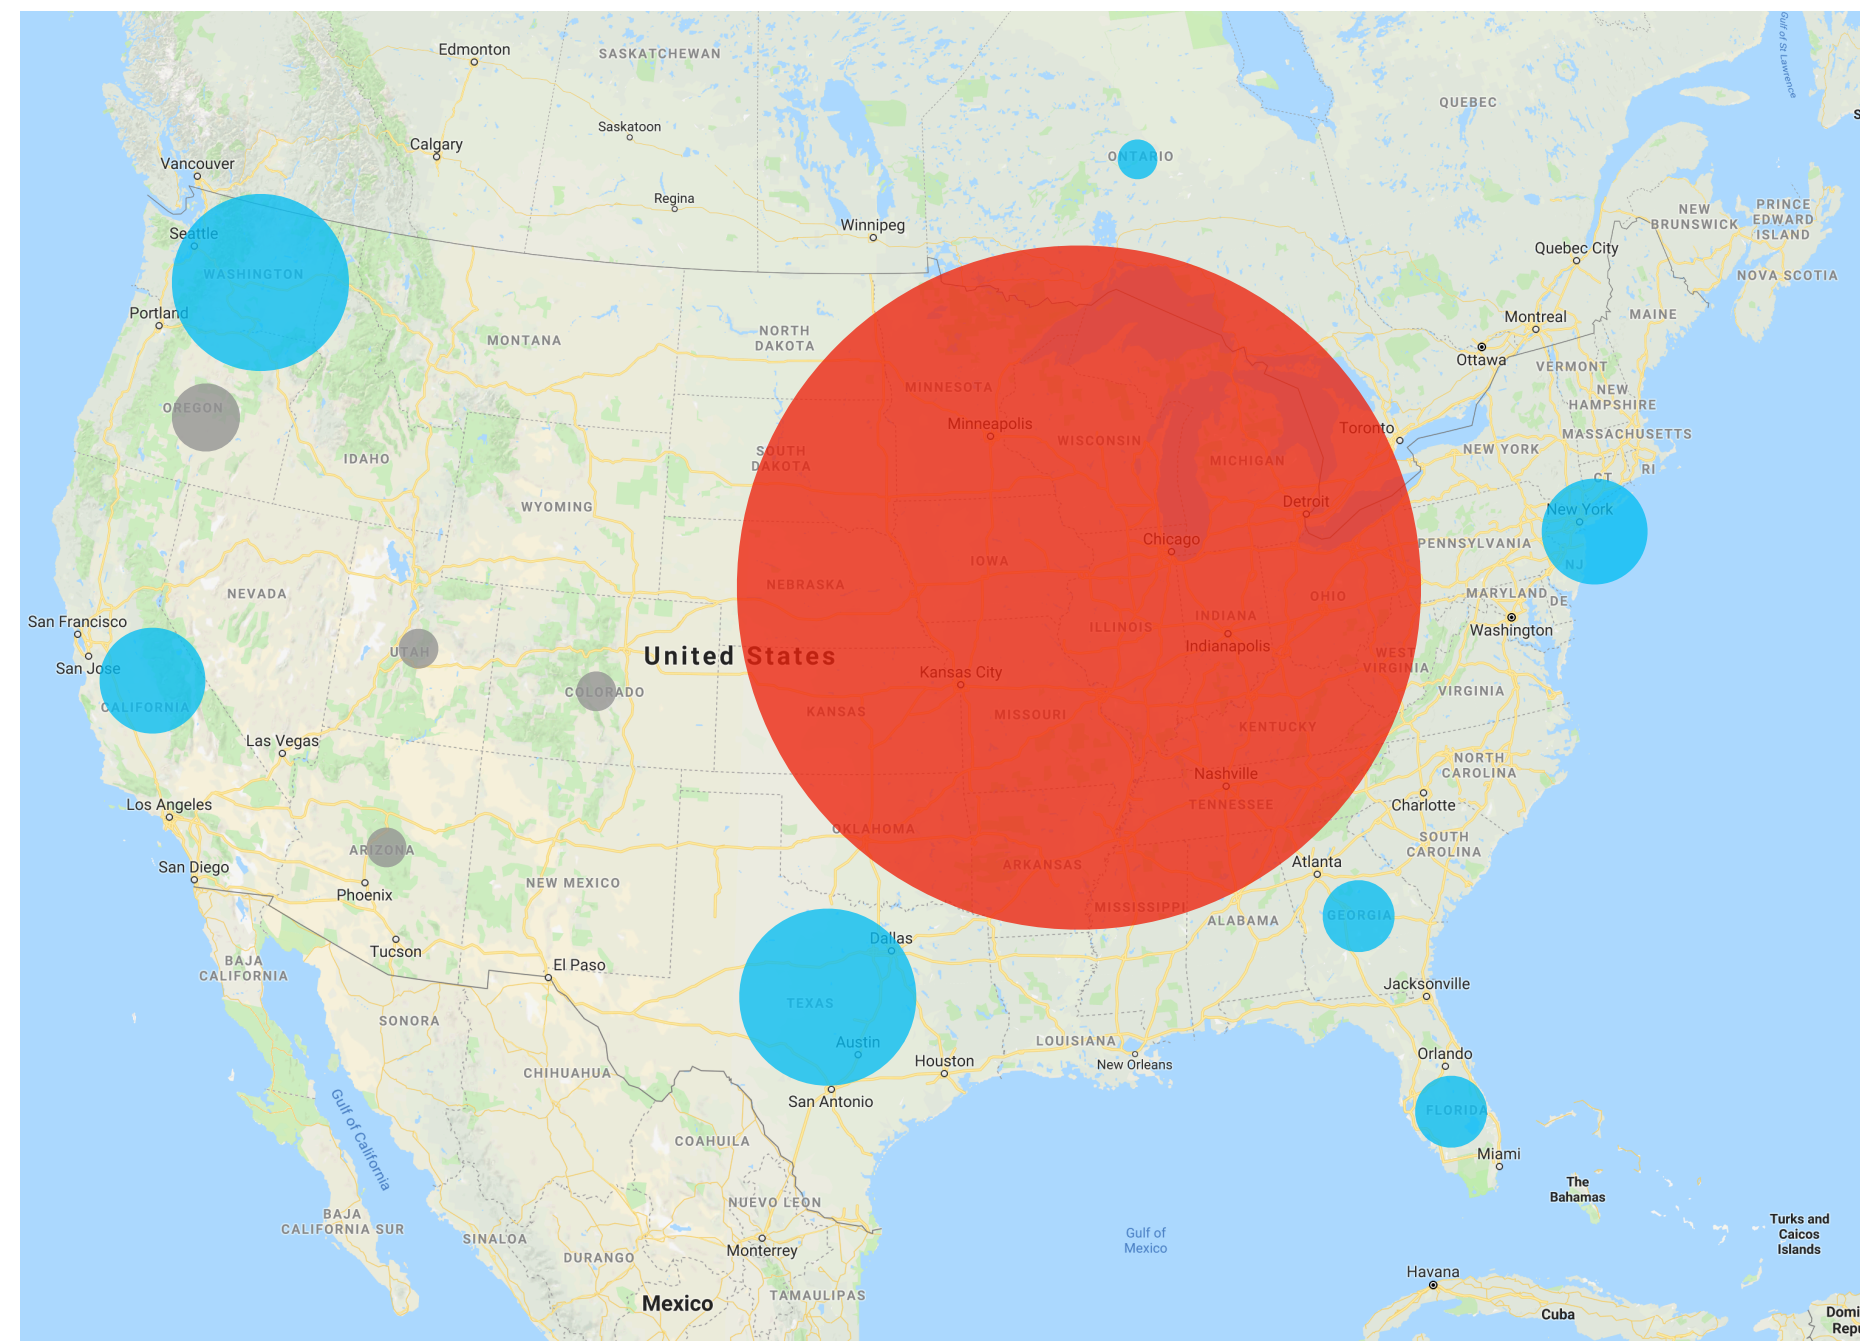 Edmonton
SASKATCHEWAN
Gulf of St Lawrence
QUEBEC
Saskatoon
Calgary
Vancouver
ONTARIO
Regina
Winnipeg
NEW
BRUNSWICK
PRINCE
EDWARD
ISLAND
Seattle
Quebec City
WASHINGTON
NOVA SCOTIA
Portland
Montreal
MAINE
MONTANA
NORTH
DAKOTA
Ottawa
VERMONT
MINNESOTA
NEW
HAMPSHIRE
OREGON
Minneapolis
Toronto
MASSACHUSETTS
WISCONSIN
NEW YORK
IDAHO
SOUTH
DAKOTA
MICHIGAN
RI
CT
WYOMING
Detroit
New York
Chicago
PENNSYLVANIA
IOWA
NJ
NEBRASKA
NEVADA
OHIO
MARYLAND
DE
San Francisco
INDIANA
ILLINOIS
Washington
Indianapolis
UTAH
United States
WEST
VIRGINIA
San Jose
Kansas City
COLORADO
VIRGINIA
CALIFORNIA
KANSAS
MISSOURI
KENTUCKY
Las Vegas
NORTH
CAROLINA
Nashville
Los Angeles
TENNESSEE
Charlotte
OKLAHOMA
SOUTH
CAROLINA
ARIZONA
San Diego
ARKANSAS
Atlanta
NEW MEXICO
Phoenix
MISSISSIPPI
GEORGIA
ALABAMA
Dallas
Tucson
El Paso
BAJA
CALIFORNIA
Jacksonville
TEXAS
SONORA
Austin
LOUISIANA
Houston
Orlando
New Orleans
CHIHUAHUA
San Antonio
FLORIDA
Gulf of California
COAHUILA
Miami
The
Bahamas
NUEVO LEON
BAJA
CALIFORNIA SUR
Turks and
Caicos
Islands
SINALOA
Gulf of
Mexico
Monterrey
DURANGO
Havana
TAMAULIPAS
Mexico
Cuba
Domi
Repu